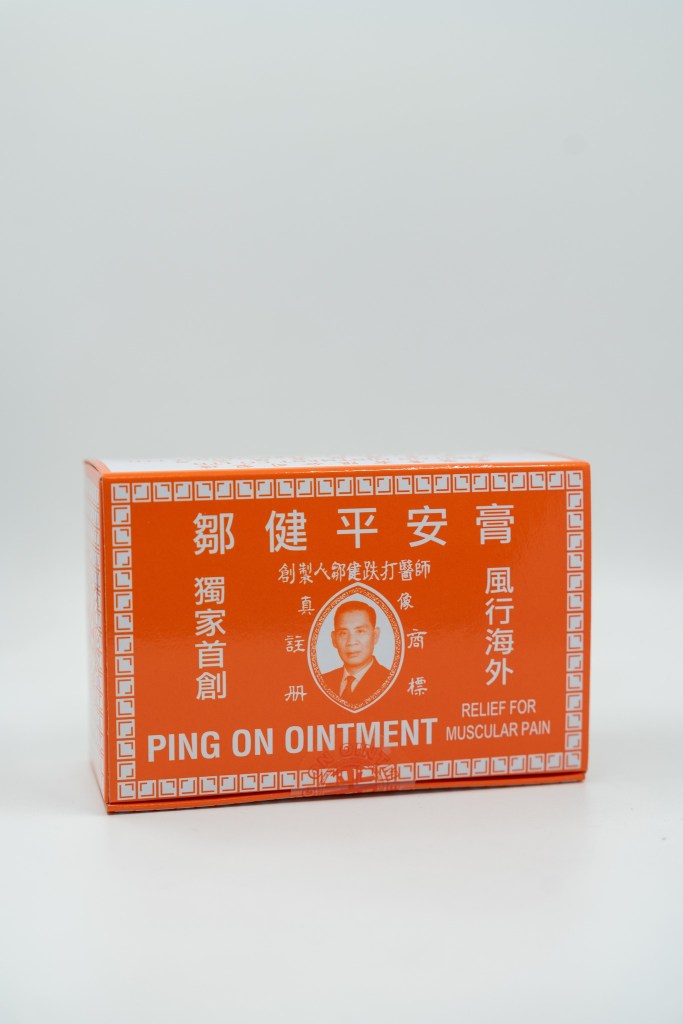 鄒健平安膏
創製人鄒健跌打醫師
獨家首創
真像
註商
册標
風行海外
PING ON OINTMENT
RELIEF FOR
MUSCULAR PAIN